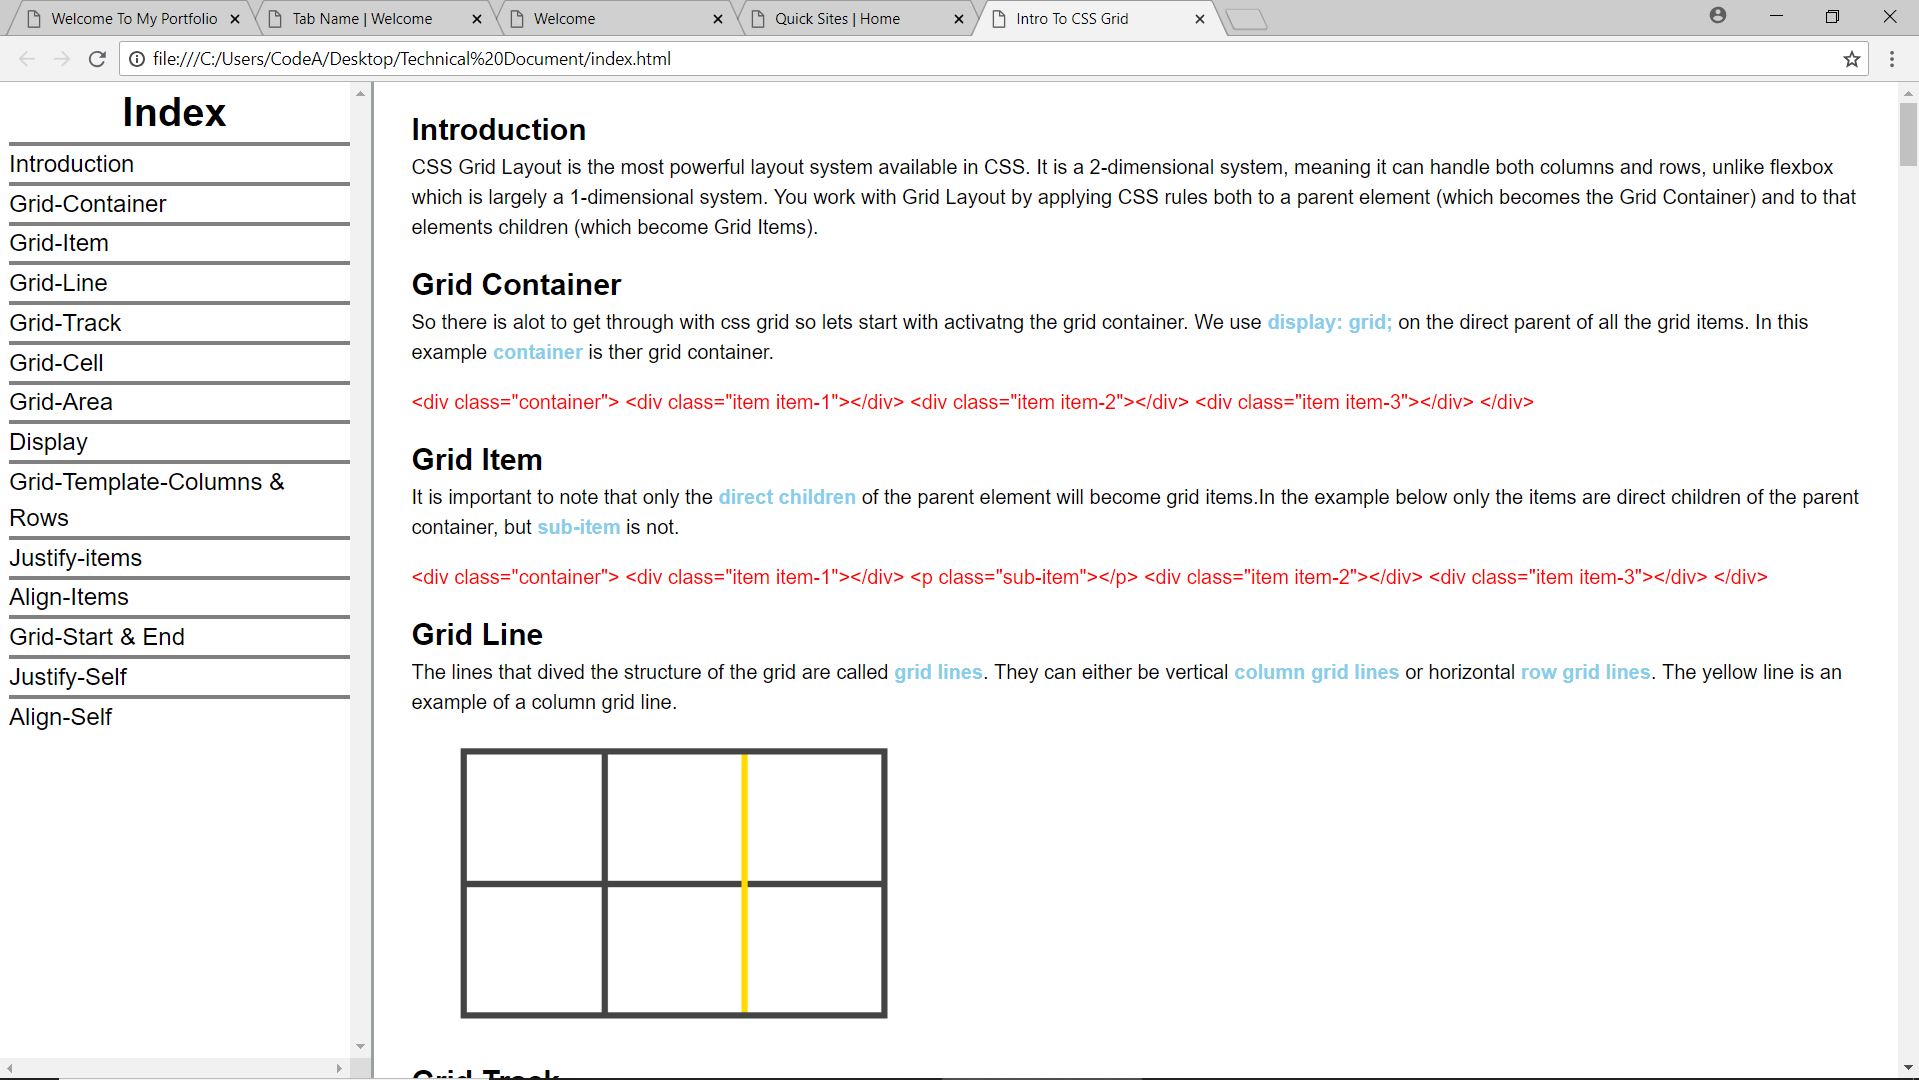 Welcome To My Portfolio
Tab Name | Welcome
Welcome
Quick Sites | Home
Intro To CSS Grid
file:///C:/Users/CodeA/Desktop/Technical%20Document/index.html
Index
Introduction
Grid-Container
Grid-Item
Grid-Line
Grid-Track
Grid-Cell
Grid-Area
Display
Grid-Template-Columns &
Rows
Justify-items
Align-Items
Grid-Start & End
Justify-Self
Align-Self
Introduction
CSS Grid Layout is the most powerful layout system available in CSS. It is a 2-dimensional system, meaning it can handle both columns and rows, unlike flexbox
which is largely a 1-dimensional system. You work with Grid Layout by applying CSS rules both to a parent element (which becomes the Grid Container) and to that
elements children (which become Grid Items).
Grid Container
So there is alot to get through with css grid so lets start with activatng the grid container. We use display: grid; on the direct parent of all the grid items. In this
example container is ther grid container.
<div class="container"> <div class="item item-1"></div> <div class="item item-2"></div> <div class="item item-3"></div> </div>
Grid Item
It is important to note that only the direct children of the parent element will become grid items.In the example below only the items are direct children of the parent
container, but sub-item is not.
<div class="container"> <div class="item item-1"></div> <p class="sub-item"></p> <div class="item item-2"></div> <div class="item item-3"></div> </div>
Grid Line
The lines that dived the structure of the grid are called grid lines. They can either be vertical column grid lines or horizontal row grid lines. The yellow line is an
example of a column grid line.
Grid Track